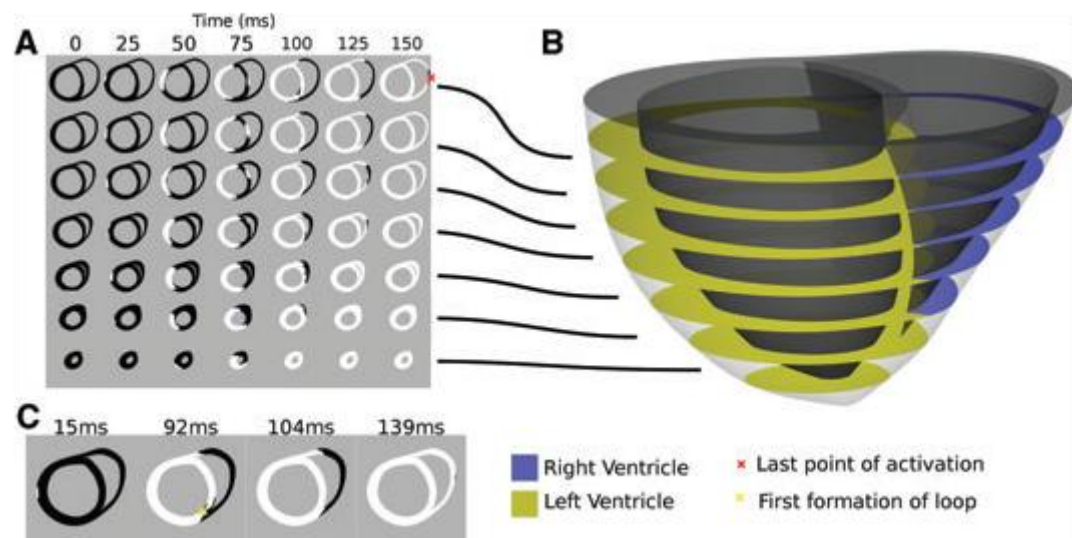 Time (ms)
A
B
0 25 50 75 100 125 150
C
15ms 92ms 104ms 139ms
Right Ventricle
Left Ventricle
× Last point of activation
× First formation of loop